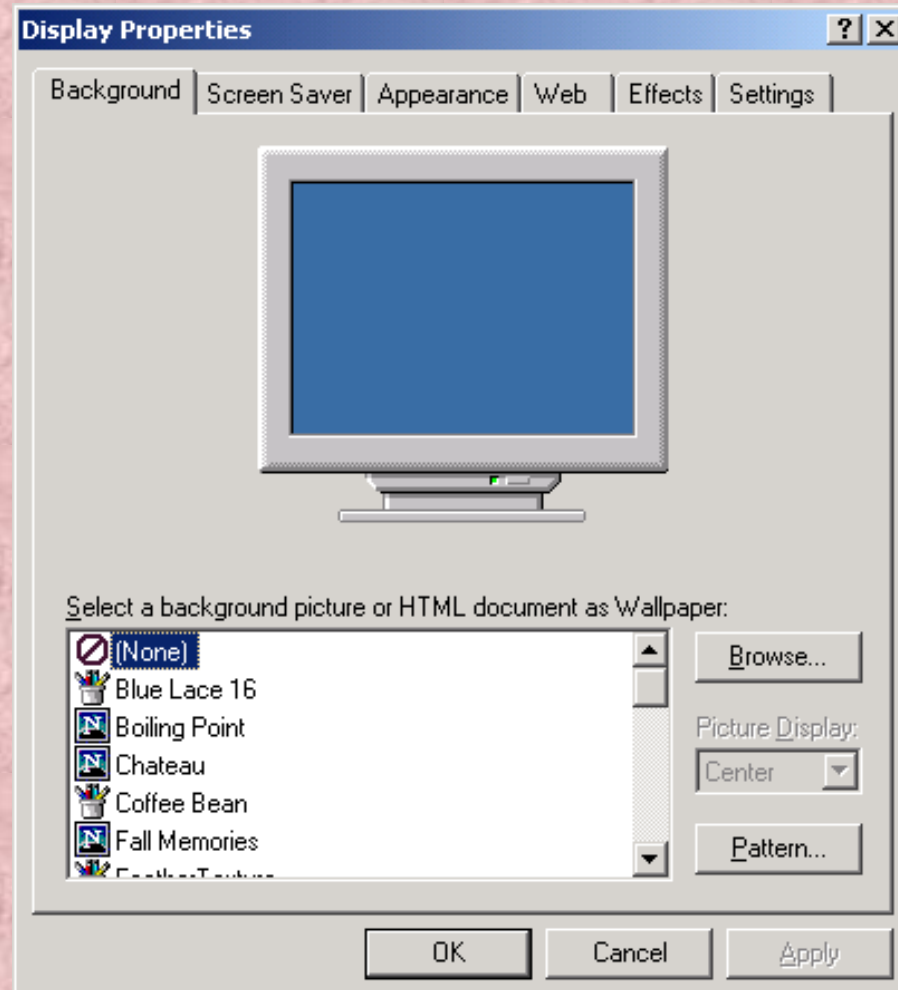 Display Properties
Background Screen Saver Appearance Web Effects Settings
Select a background picture or HTML document as Wallpaper:
(None)
Blue Lace 16
Boiling Point
Chateau
Coffee Bean
Fall Memories
Browse...
Picture Display:
Center
Pattern...
OK Cancel Apply